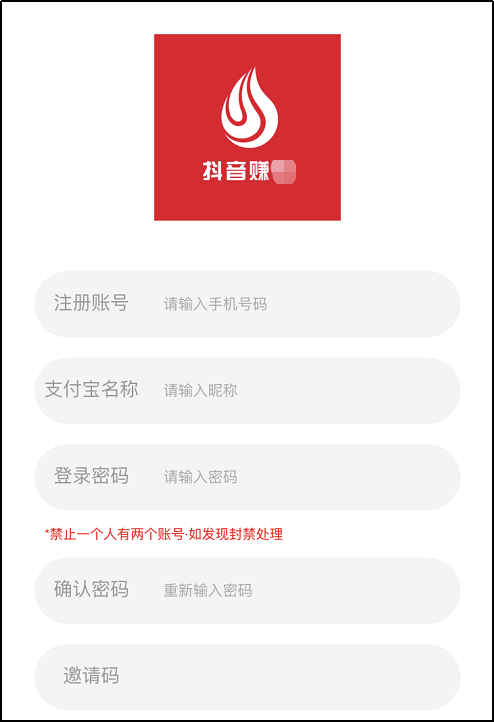 抖音赚
注册账号 请输入手机号码
支付宝名称 请输入昵称
登录密码 请输入密码
*禁止一个人有两个账号·如发现封禁处理
确认密码 重新输入密码
邀请码